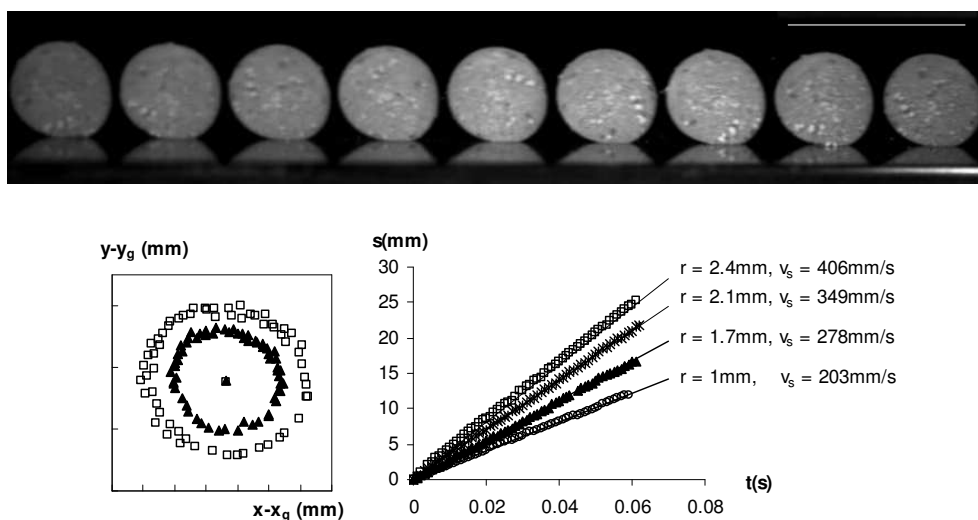 y-yg (mm)
x-xg (mm)
s(mm)
30
25
20
15
10
5
0
0 0.02 0.04 0.06 0.08
t(s)
r = 2.4mm, vs = 406mm/s
r = 2.1mm, vs = 349mm/s
r = 1.7mm, vs = 278mm/s
r = 1mm, vs = 203mm/s